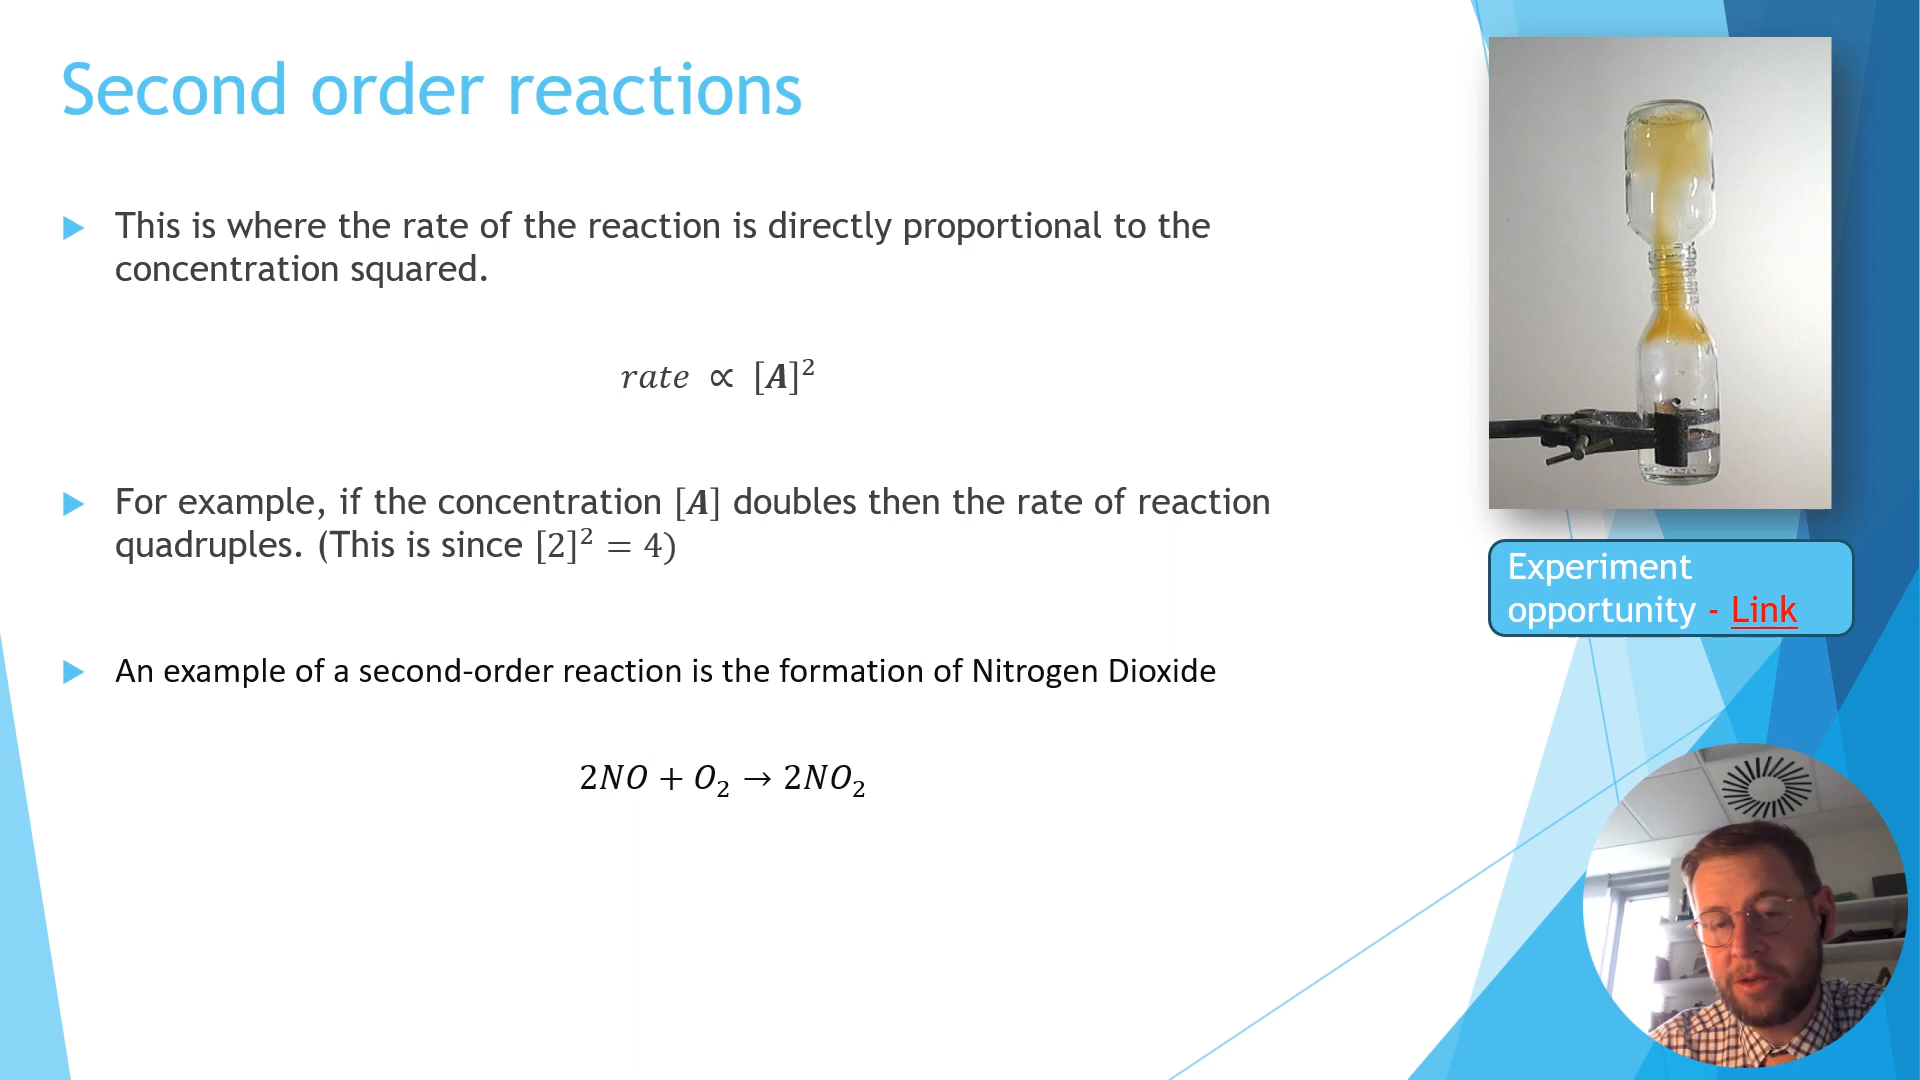 Second order reactions
This is where the rate of the reaction is directly proportional to the
concentration squared.
rate ∝ [A]²
For example, if the concentration [A] doubles then the rate of reaction
quadruples. (This is since [2]² = 4)
An example of a second-order reaction is the formation of Nitrogen Dioxide
2NO + O₂ → 2NO₂
Experiment
opportunity - Link